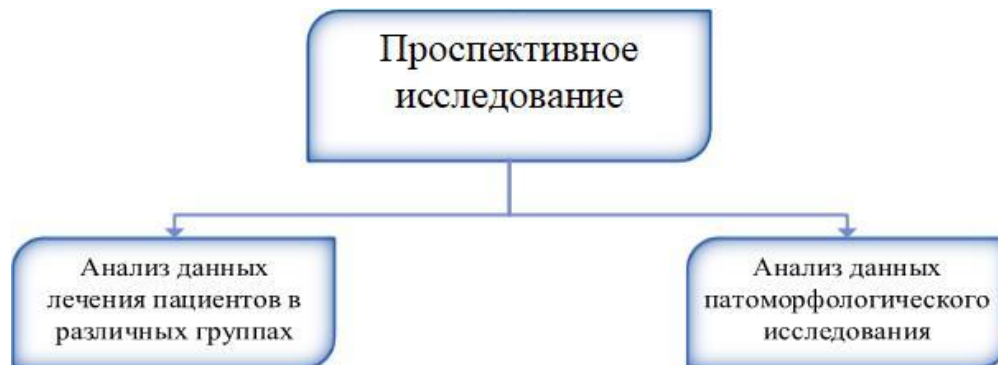 Проспективное
исследование
Анализ данных
лечения пациентов в
различных группах
Анализ данных
патоморфологического
исследования